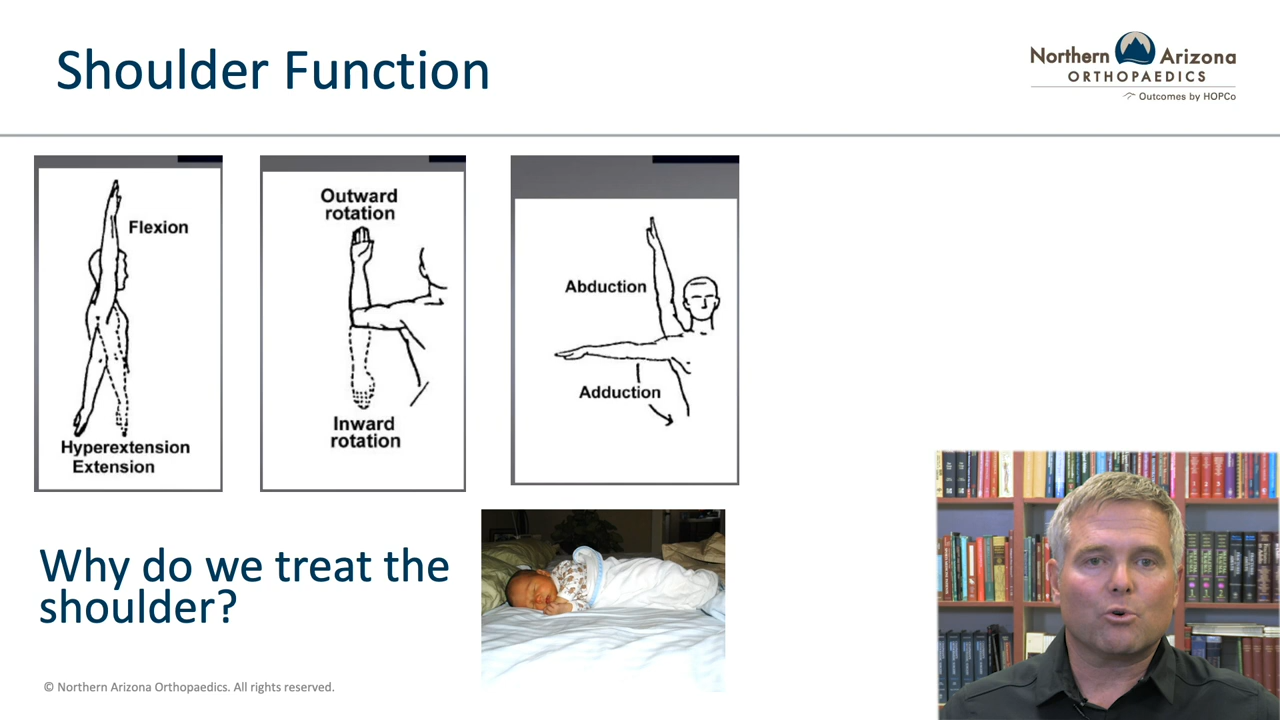 Shoulder Function
Northern Arizona
ORTHOPAEDICS
Outcomes by HOPCo
Flexion
Hyperextension
Extension
Outward
rotation
Inward
rotation
Abduction
Adduction
Why do we treat the
shoulder?
© Northern Arizona Orthopaedics. All rights reserved.